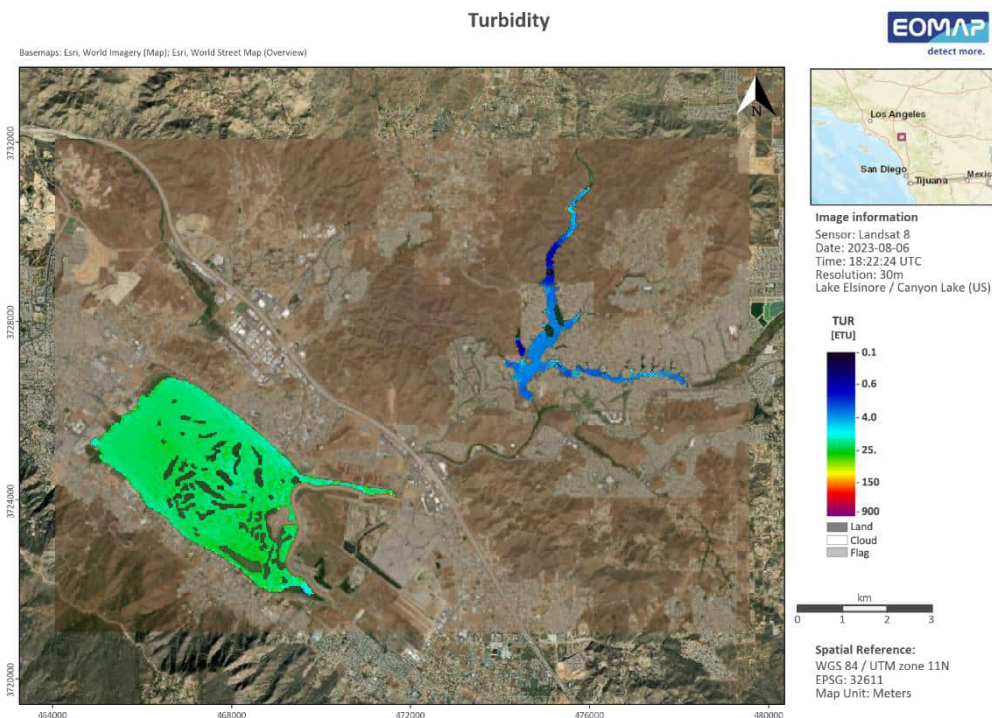 Turbidity
EOMAP
detect more.
Basemaps: Esri, World Imagery (Map); Esri, World Street Map (Overview)
Los Angeles
San Diego
Tijuana
Mexic
Image information
Sensor: Landsat 8
Date: 2023-08-06
Time: 18:22:24 UTC
Resolution: 30m
Lake Elsinore / Canyon Lake (US)
TUR
[ETU]
- 0.1
- 0.6
- 4.0
- 25.
- 150
- 900
Land
Cloud
Flag
km
0 1 2 3
Spatial Reference:
WGS 84 / UTM zone 11N
EPSG: 32611
Map Unit: Meters
3732000
3728000
3724000
3720000
464000 468000 472000 476000 480000